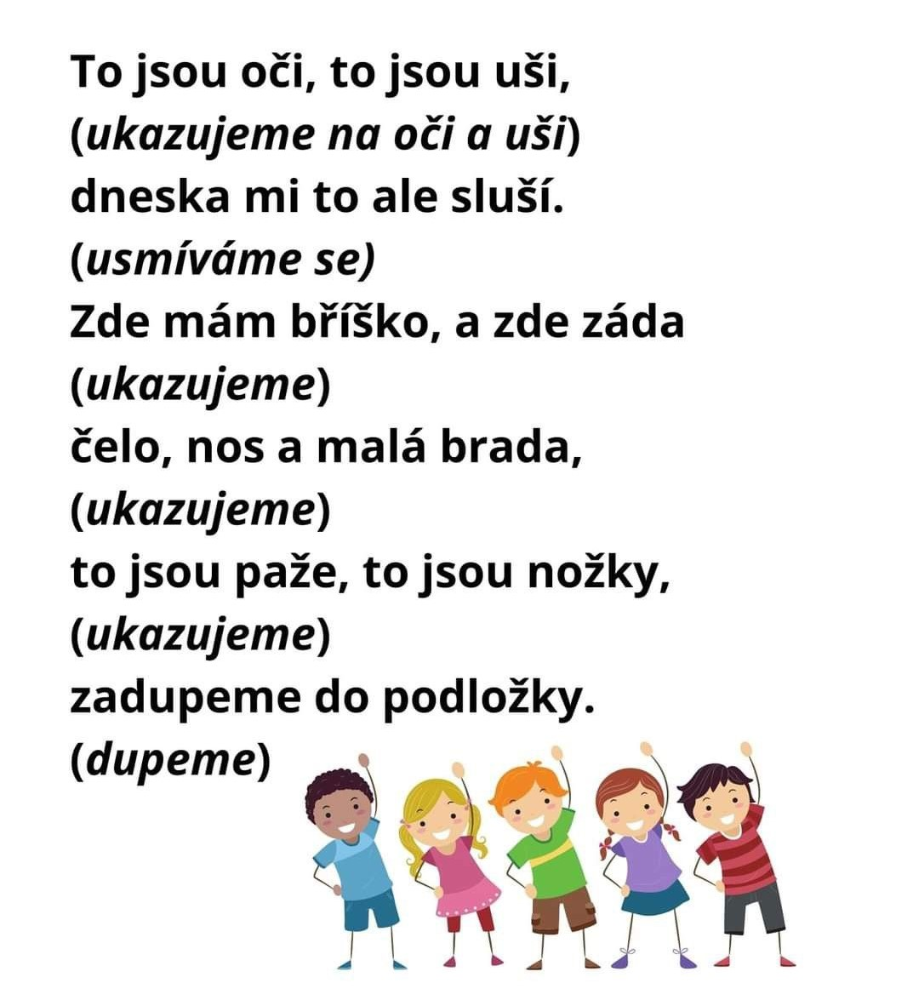 To jsou oči, to jsou uši,
(ukazujeme na oči a uši)
dneska mi to ale sluší.
(usmíváme se)
Zde mám bříško, a zde záda
(ukazujeme)
čelo, nos a malá brada,
(ukazujeme)
to jsou paže, to jsou nožky,
(ukazujeme)
zadupeme do podložky.
(dupeme)